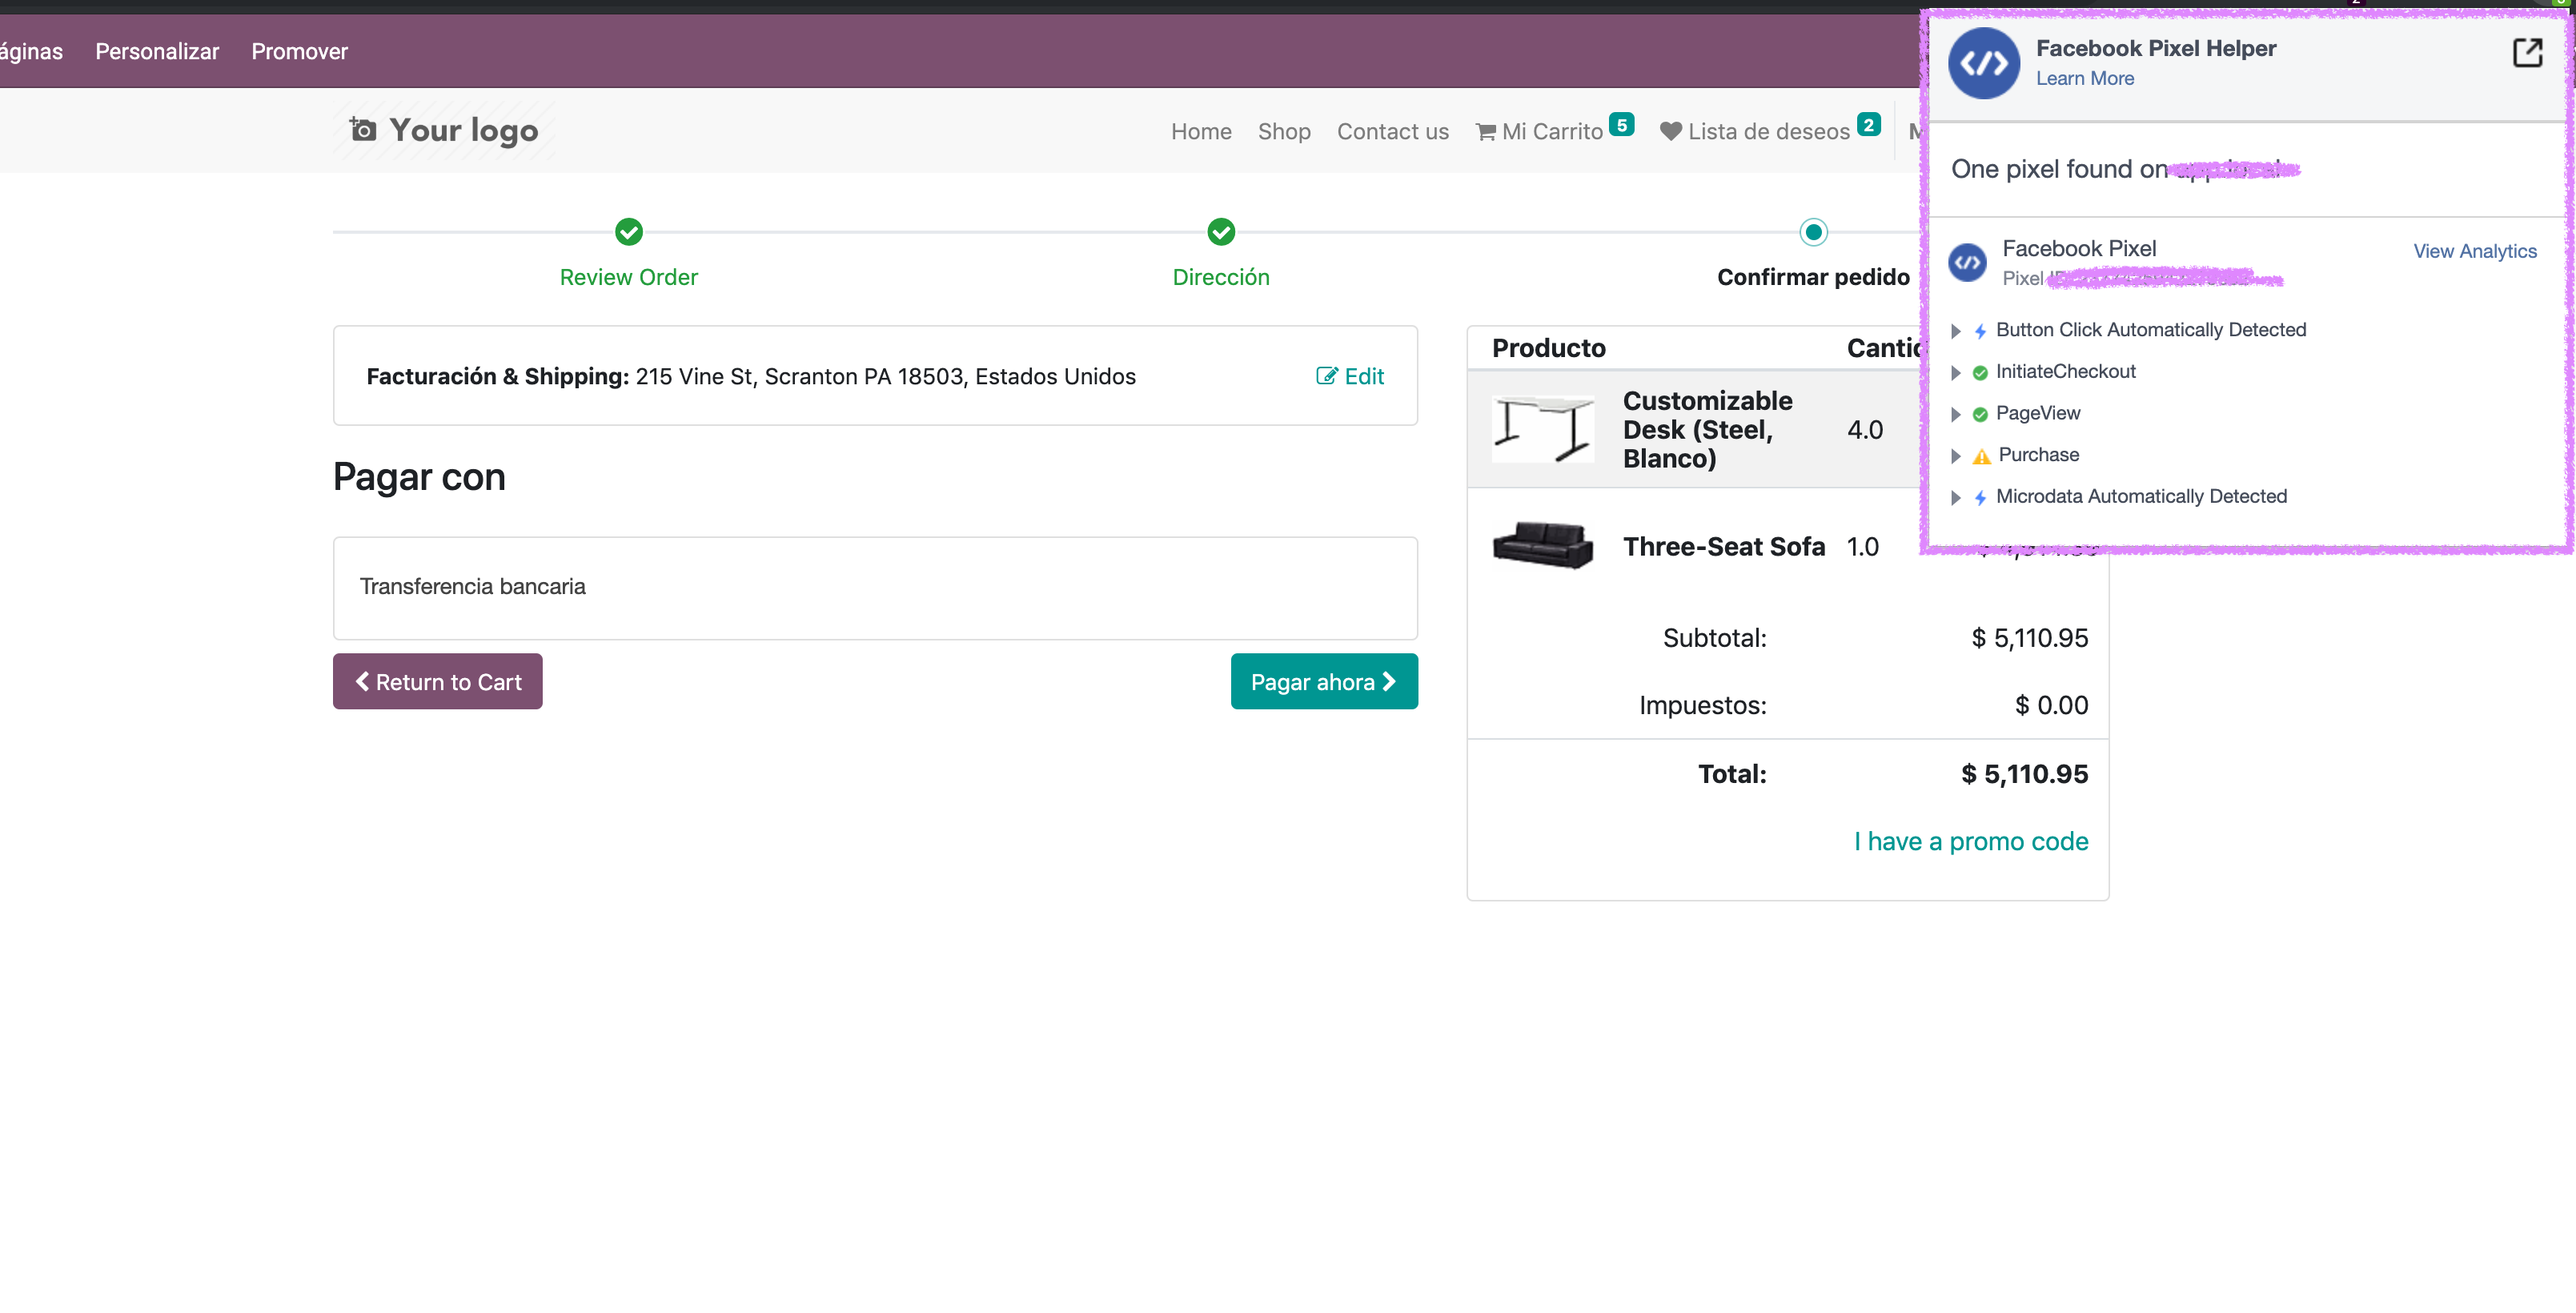 Personalizar
Promover
Facebook Pixel Helper
Learn More
Your logo
Home
Shop
Contact us
Mi Carrito 5
Lista de deseos 2
One pixel found on
Review Order
Dirección
Confirmar pedido
Facebook Pixel
View Analytics
Pixel
Button Click Automatically Detected
InitiateCheckout
PageView
Purchase
Microdata Automatically Detected
Facturación & Shipping: 215 Vine St, Scranton PA 18503, Estados Unidos
Edit
Pagar con
Transferencia bancaria
Return to Cart
Pagar ahora
Producto
Customizable
Desk (Steel,
Blanco)
4.0
Three-Seat Sofa
1.0
Subtotal: $ 5,110.95
Impuestos: $ 0.00
Total: $ 5,110.95
I have a promo code